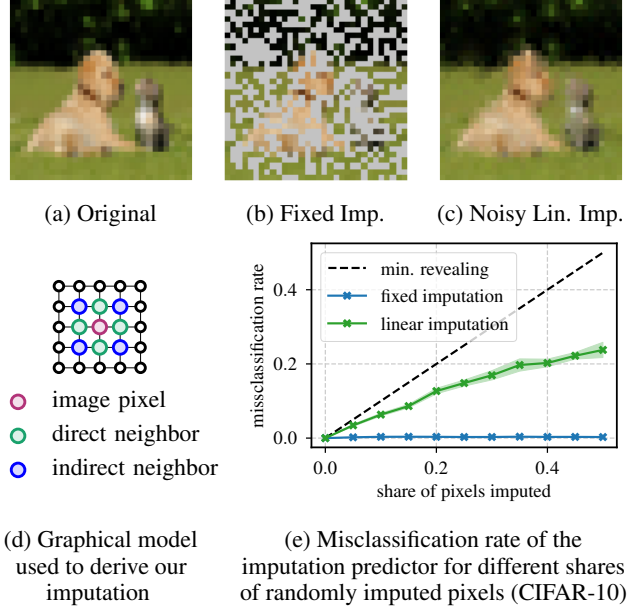 (a) Original
(b) Fixed Imp.
(c) Noisy Lin. Imp.
image pixel
direct neighbor
indirect neighbor
(d) Graphical model
used to derive our
imputation
min. revealing
fixed imputation
linear imputation
missclassification rate
0.4
0.2
0.0
0.0
0.2
0.4
share of pixels imputed
(e) Misclassification rate of the
imputation predictor for different shares
of randomly imputed pixels (CIFAR-10)